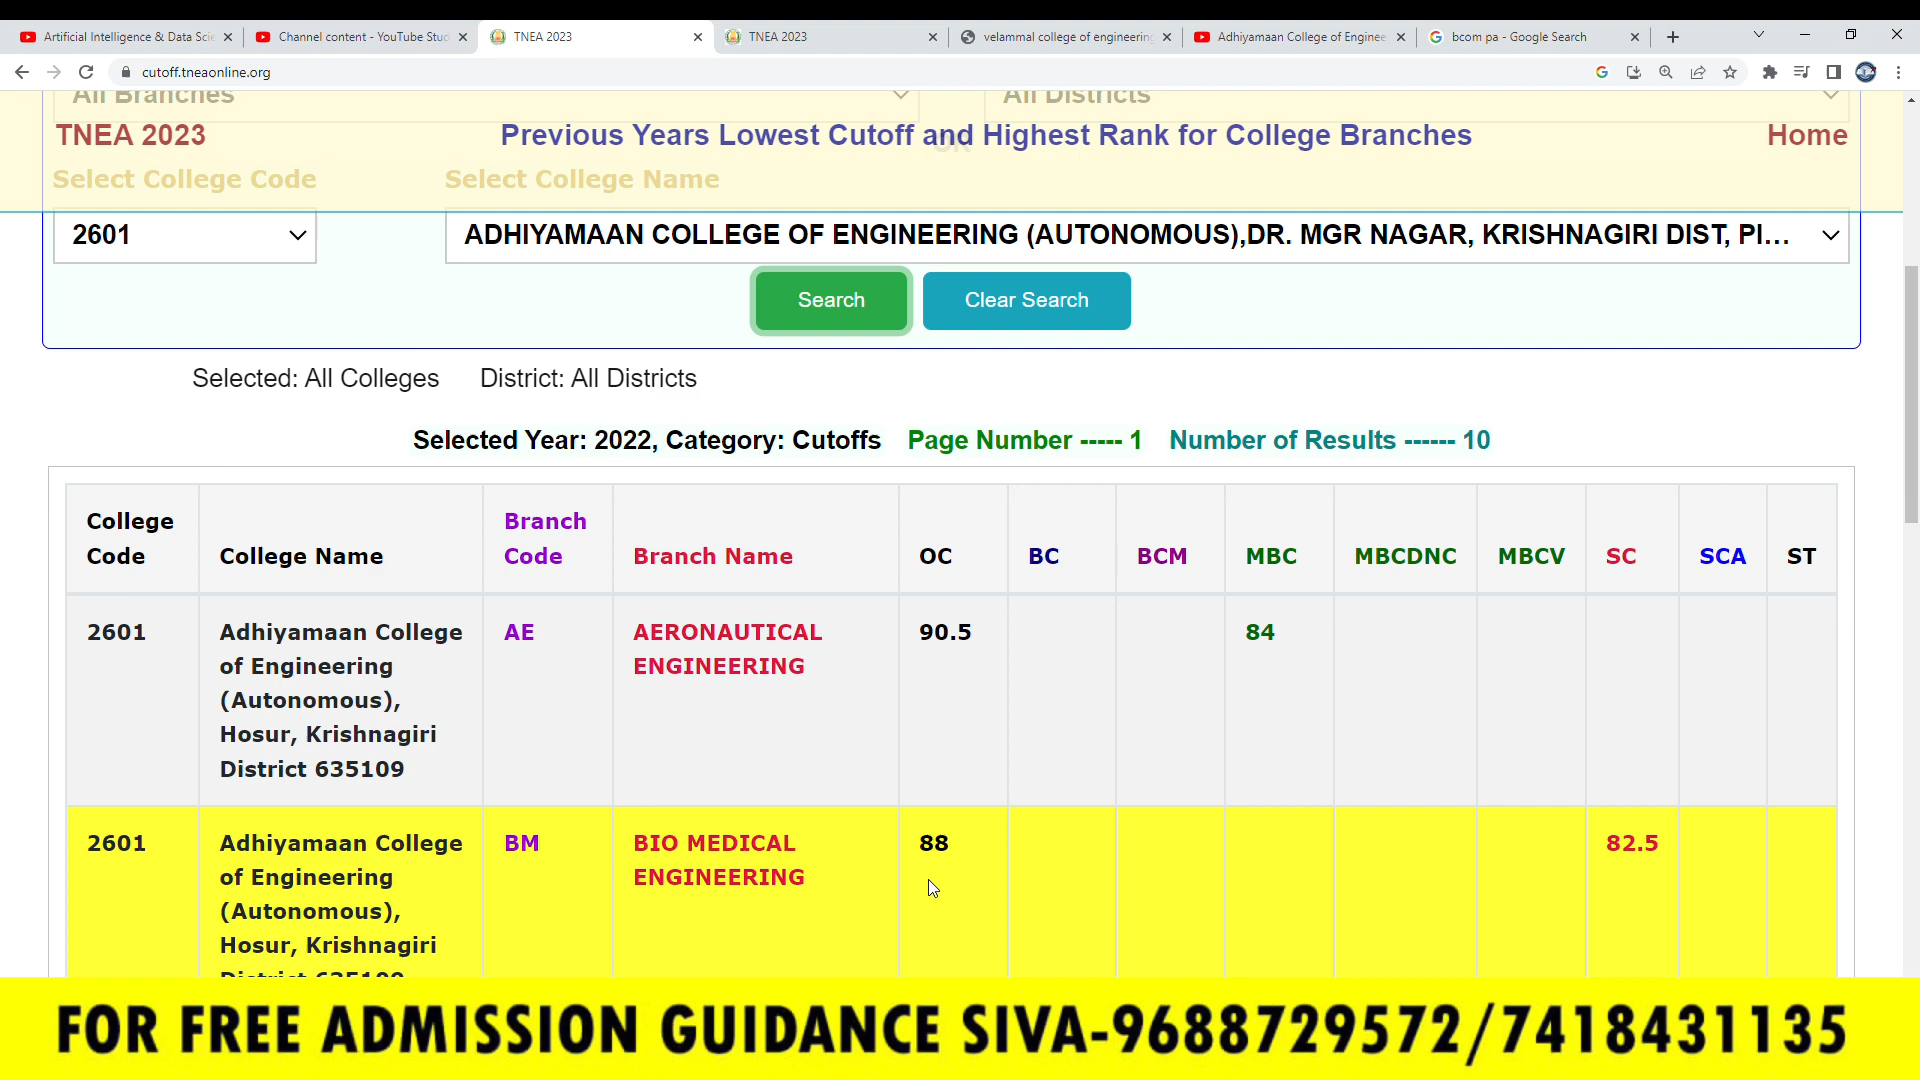 Artificial Intelligence & Data Scie
Channel content - YouTube Stud
TNEA 2023
TNEA 2023
velammal college of engineering
Adhiyamaan College of Enginee
bcom pa - Google Search
cutoff.tneaonline.org
All Branches
All Districts
TNEA 2023
Previous Years Lowest Cutoff and Highest Rank for College Branches
Home
OR
Select College Code
Select College Name
2601
ADHIYAMAAN COLLEGE OF ENGINEERING (AUTONOMOUS),DR. MGR NAGAR, KRISHNAGIRI DIST, PI...
Search
Clear Search
Selected: All Colleges District: All Districts
Selected Year: 2022, Category: Cutoffs Page Number ----- 1 Number of Results ------ 10
College Code
College Name
Branch Code
Branch Name
OC
BC
BCM
MBC
MBCDNC
MBCV
SC
SCA
ST
2601
Adhiyamaan College
of Engineering
(Autonomous),
Hosur, Krishnagiri
District 635109
AE
AERONAUTICAL
ENGINEERING
90.5
84
2601
Adhiyamaan College
of Engineering
(Autonomous),
Hosur, Krishnagiri
District 635109
BM
BIO MEDICAL
ENGINEERING
88
82.5
FOR FREE ADMISSION GUIDANCE SIVA-9688729572/7418431135